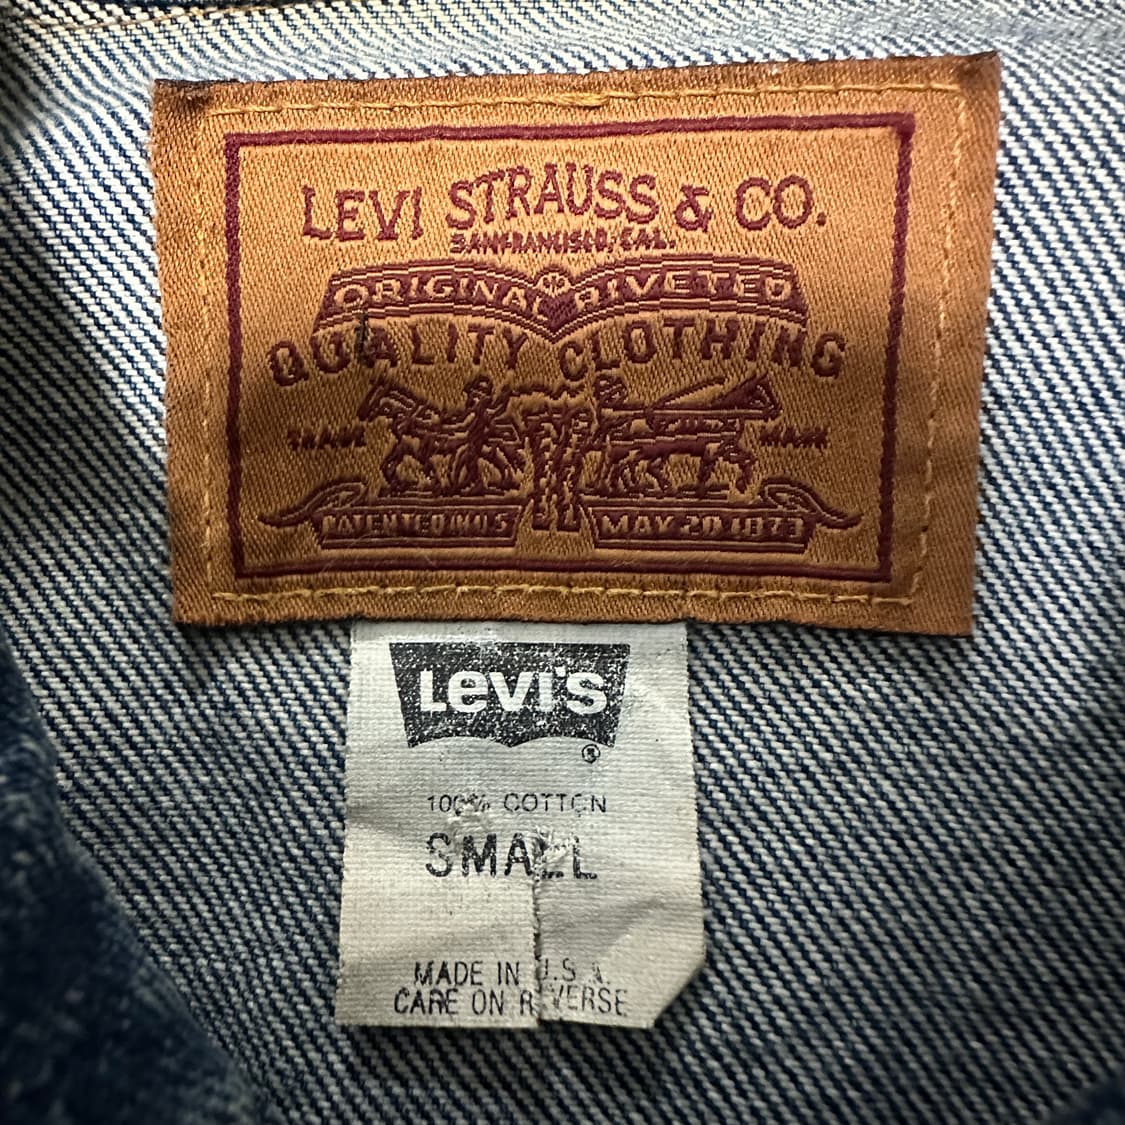 LEVI STRAUSS & CO.
SAN FRANCISCO, CAL.
ORIGINAL RIVETED
QUALITY CLOTHING
TRADE MARK
PATENTED IN U.S MAY 20 1873
Levi's
®
100% COTTON
SMALL
MADE IN U.S.A.
CARE ON REVERSE